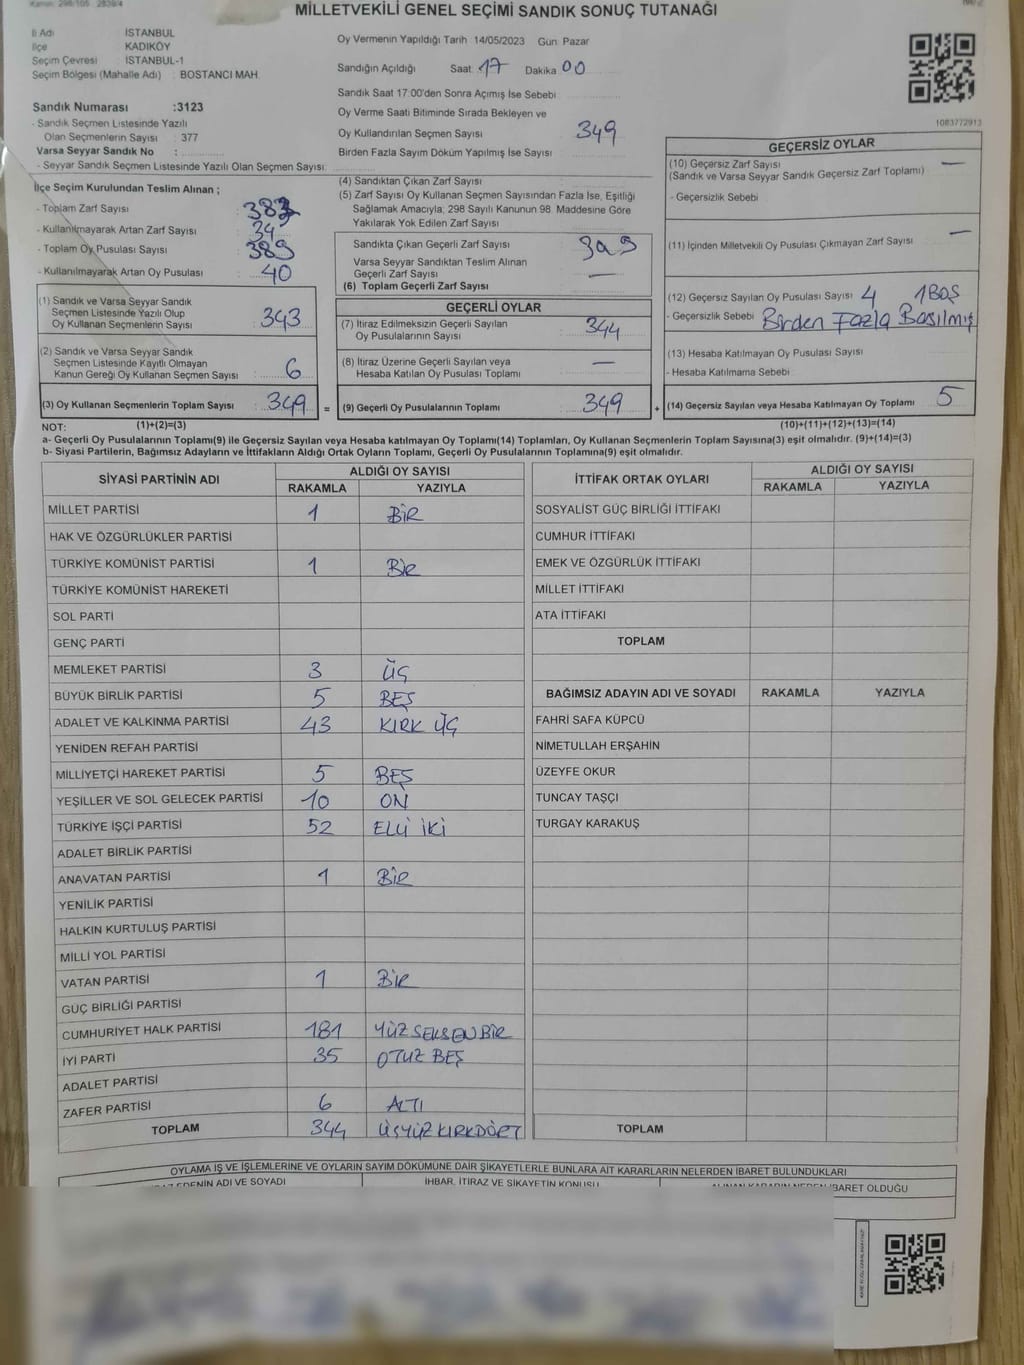 MİLLETVEKİLİ GENEL SEÇİMİ SANDIK SONUÇ TUTANAĞI
İl Adı İSTANBUL
İlçe KADIKÖY
Seçim Çevresi İSTANBUL-1
Seçim Bölgesi (Mahalle Adı) : BOSTANCI MAH.
Oy Vermenin Yapıldığı Tarih 14/05/2023 Gün: Pazar
Sandığın Açıldığı Saat: 17 Dakika 00
Sandık Saat 17:00'den Sonra Açımış İse Sebebi
Oy Verme Saati Bitiminde Sırada Bekleyen ve
Oy Kullandırılan Seçmen Sayısı 349
Birden Fazla Sayım Döküm Yapılmış İse Sayısı
1083772913
Sandık Numarası :3123
- Sandık Seçmen Listesinde Yazılı
Olan Seçmenlerin Sayısı : 377
Varsa Seyyar Sandık No :
- Seyyar Sandık Seçmen Listesinde Yazılı Olan Seçmen Sayısı
İlçe Seçim Kurulundan Teslim Alınan ;
- Toplam Zarf Sayısı
- Kullanılmayarak Artan Zarf Sayısı
- Toplam Oy Pusulası Sayısı 389
- Kullanılmayarak Artan Oy Pusulası 40
(1) Sandık ve Varsa Seyyar Sandık
Seçmen Listesinde Yazılı Olup
Oy Kullanan Seçmenlerin Sayısı 343
(2) Sandık ve Varsa Seyyar Sandık
Seçmen Listesinde Kayıtlı Olmayan
Kanun Gereği Oy Kullanan Seçmen Sayısı 6
(3) Oy Kullanan Seçmenlerin Toplam Sayısı : 349 =
(4) Sandıktan Çıkan Zarf Sayısı
(5) Zarf Sayısı Oy Kullanan Seçmen Sayısından Fazla İse, Eşitliği
Sağlamak Amacıyla; 298 Sayılı Kanunun 98. Maddesine Göre
Yakılarak Yok Edilen Zarf Sayısı
Sandıkta Çıkan Geçerli Zarf Sayısı 349
Varsa Seyyar Sandıktan Teslim Alınan
Geçerli Zarf Sayısı —
(6) Toplam Geçerli Zarf Sayısı
GEÇERLİ OYLAR
(7) İtiraz Edilmeksizin Geçerli Sayılan
Oy Pusulalarının Sayısı 344
(8) İtiraz Üzerine Geçerli Sayılan veya
Hesaba Katılan Oy Pusulası Toplamı —
(9) Geçerli Oy Pusulalarının Toplamı 349 +
GEÇERSİZ OYLAR
(10) Geçersiz Zarf Sayısı —
(Sandık ve Varsa Seyyar Sandık Geçersiz Zarf Toplamı)
- Geçersizlik Sebebi
(11) İçinden Milletvekili Oy Pusulası Çıkmayan Zarf Sayısı —
(12) Geçersiz Sayılan Oy Pusulası Sayısı 4 1 BOŞ
- Geçersizlik Sebebi Birden Fazla Basılmış
(13) Hesaba Katılmayan Oy Pusulası Sayısı
- Hesaba Katılmama Sebebi
(14) Geçersiz Sayılan veya Hesaba Katılmayan Oy Toplamı 5
NOT: (1)+(2)=(3) (10)+(11)+(12)+(13)=(14)
a- Geçerli Oy Pusulalarının Toplamı(9) ile Geçersiz Sayılan veya Hesaba katılmayan Oy Toplamı(14) Toplamları, Oy Kullanan Seçmenlerin Toplam Sayısına(3) eşit olmalıdır. (9)+(14)=(3)
b- Siyasi Partilerin, Bağımsız Adayların ve İttifakların Aldığı Ortak Oyların Toplamı, Geçerli Oy Pusulalarının Toplamına(9) eşit olmalıdır.
SİYASİ PARTİNİN ADI ALDIĞI OY SAYISI
RAKAMLA YAZIYLA
MİLLET PARTİSİ 1 BİR
HAK VE ÖZGÜRLÜKLER PARTİSİ
TÜRKİYE KOMÜNİST PARTİSİ 1 BİR
TÜRKİYE KOMÜNİST HAREKETİ
SOL PARTİ
GENÇ PARTİ
MEMLEKET PARTİSİ 3 ÜÇ
BÜYÜK BİRLİK PARTİSİ 5 BEŞ
ADALET VE KALKINMA PARTİSİ 43 KIRK ÜÇ
YENİDEN REFAH PARTİSİ
MİLLİYETÇİ HAREKET PARTİSİ 5 BEŞ
YEŞİLLER VE SOL GELECEK PARTİSİ 10 ON
TÜRKİYE İŞÇİ PARTİSİ 52 ELLİ İKİ
ADALET BİRLİK PARTİSİ
ANAVATAN PARTİSİ 1 BİR
YENİLİK PARTİSİ
HALKIN KURTULUŞ PARTİSİ
MİLLİ YOL PARTİSİ
VATAN PARTİSİ 1 BİR
GÜÇ BİRLİĞİ PARTİSİ
CUMHURİYET HALK PARTİSİ 181 YÜZ SEKSEN BİR
İYİ PARTİ 35 OTUZ BEŞ
ADALET PARTİSİ
ZAFER PARTİSİ 6 ALTI
TOPLAM 344 ÜÇYÜZ KIRKDÖRT
İTTİFAK ORTAK OYLARI ALDIĞI OY SAYISI
RAKAMLA YAZIYLA
SOSYALİST GÜÇ BİRLİĞİ İTTİFAKI
CUMHUR İTTİFAKI
EMEK VE ÖZGÜRLÜK İTTİFAKI
MİLLET İTTİFAKI
ATA İTTİFAKI
TOPLAM
BAĞIMSIZ ADAYIN ADI VE SOYADI RAKAMLA YAZIYLA
FAHRİ SAFA KÜPCÜ
NİMETULLAH ERŞAHİN
ÜZEYFE OKUR
TUNCAY TAŞÇI
TURGAY KARAKUŞ
TOPLAM
OYLAMA İŞ VE İŞLEMLERİNE VE OYLARIN SAYIM DÖKÜMÜNE DAİR ŞİKAYETLERLE BUNLARA AİT KARARLARIN NELERDEN İBARET BULUNDUKLARI
EDENİN ADI VE SOYADI İHBAR, İTİRAZ VE ŞİKAYETİN KONUSU ALINAN KARARIN NEDEN İBARET OLDUĞU